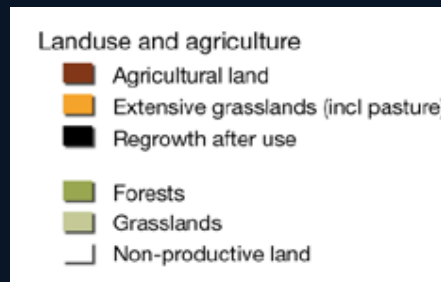 Landuse and agriculture
Agricultural land
Extensive grasslands (incl pasture)
Regrowth after use
Forests
Grasslands
Non-productive land